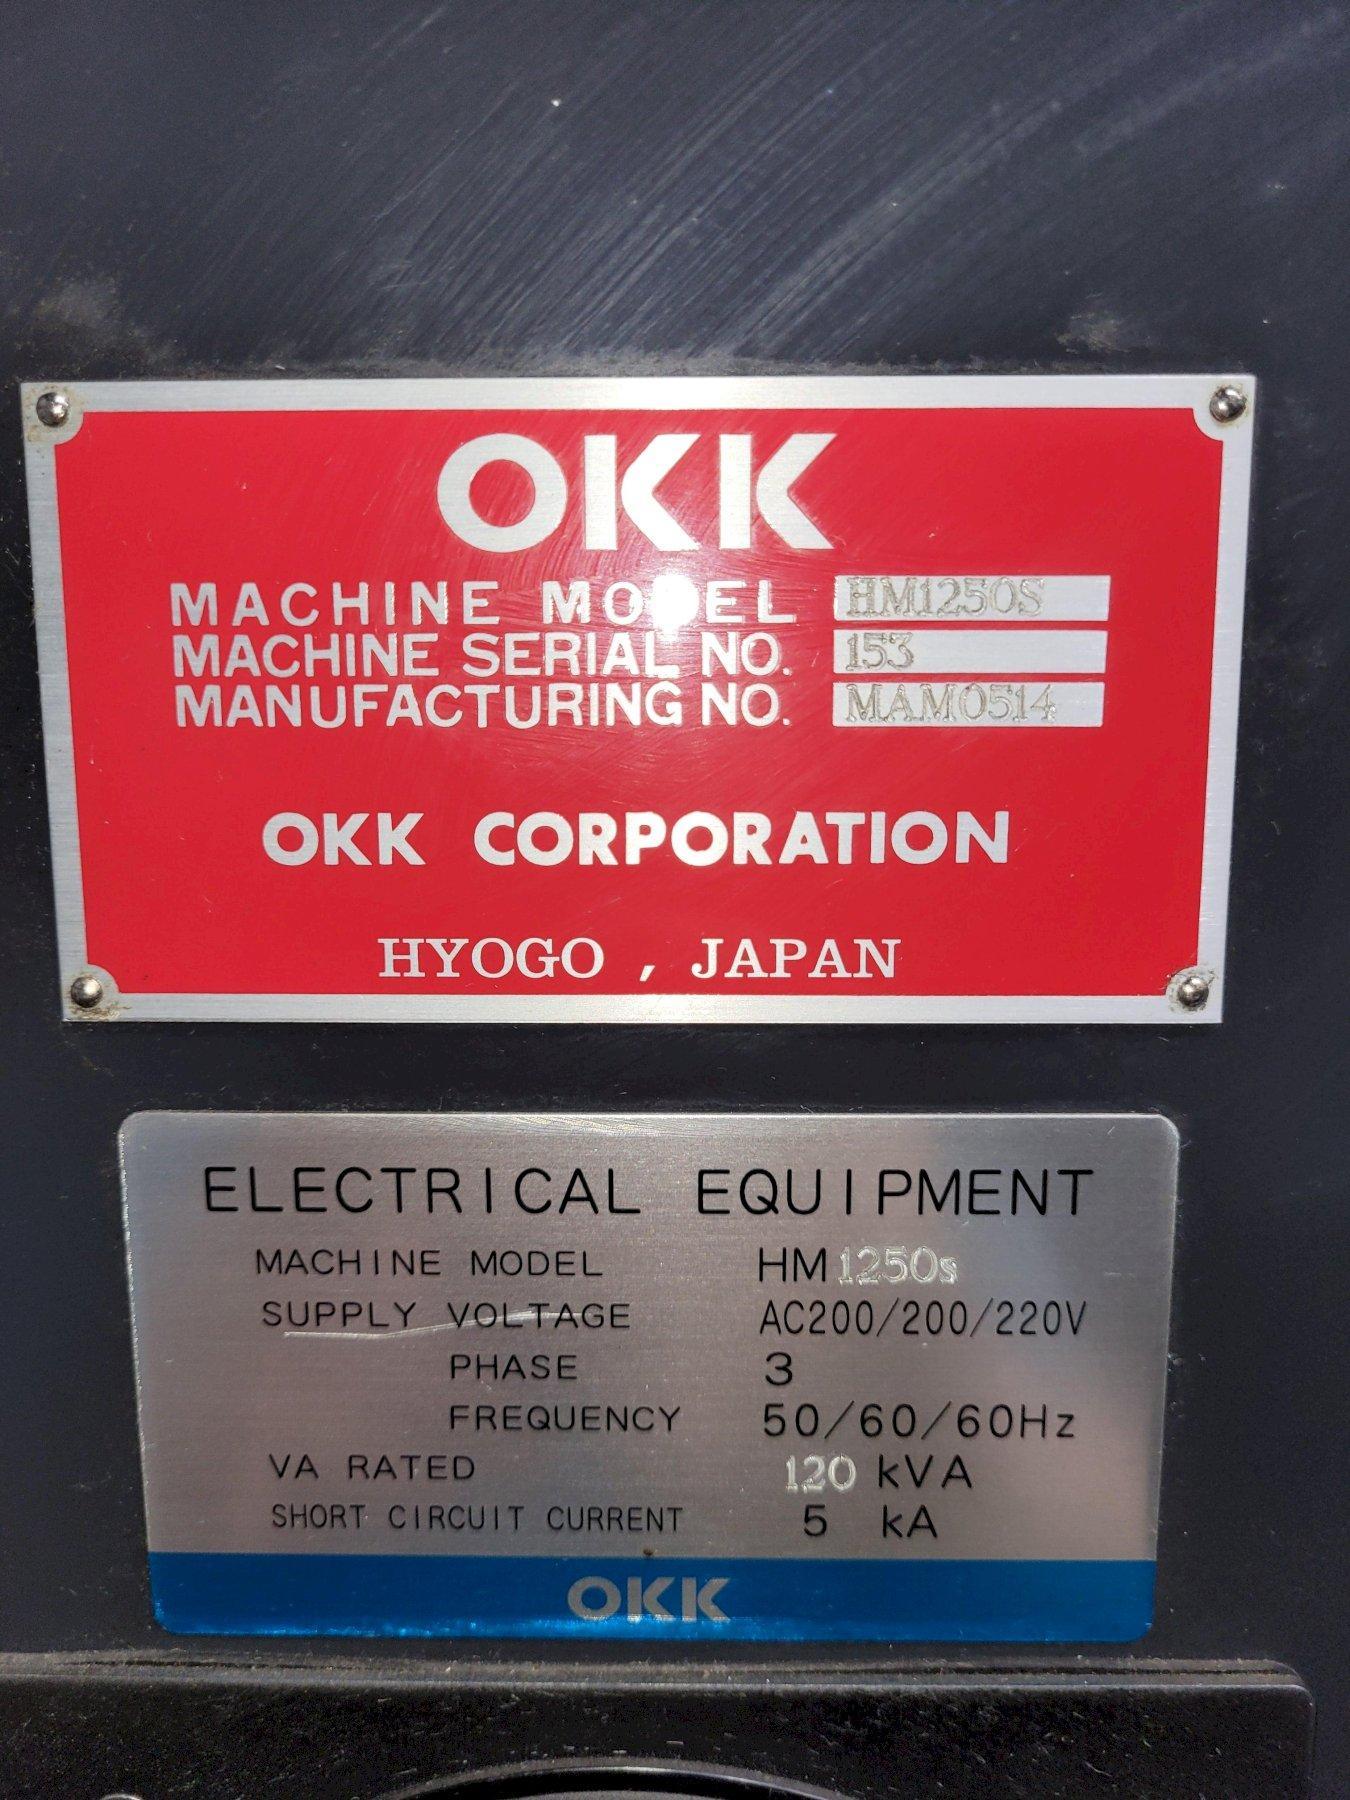 OKK
MACHINE MODEL HM1250S
MACHINE SERIAL NO. 153
MANUFACTURING NO. MAM0514
OKK CORPORATION
HYOGO , JAPAN
ELECTRICAL EQUIPMENT
MACHINE MODEL HM1250s
SUPPLY VOLTAGE AC200/200/220V
PHASE 3
FREQUENCY 50/60/60Hz
VA RATED 120 kVA
SHORT CIRCUIT CURRENT 5 kA
OKK